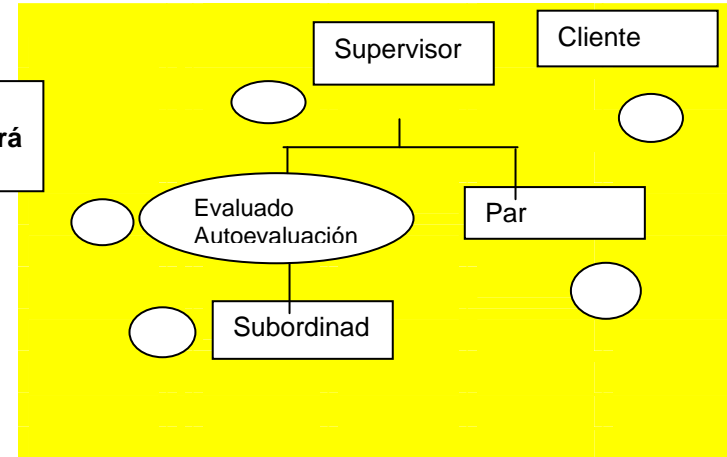 Supervisor
Cliente
rá
Evaluado
Autoevaluación
Par
Subordinad